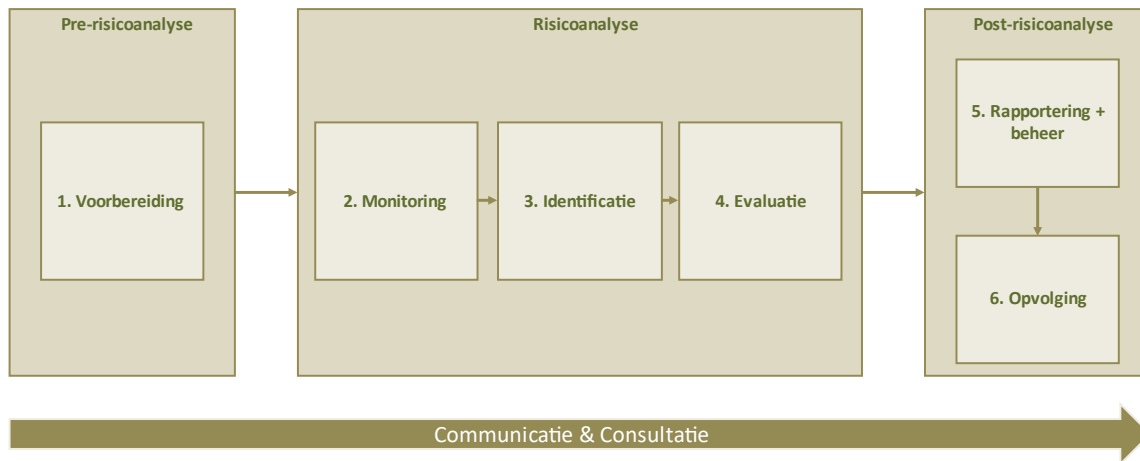 Pre-risicoanalyse
1. Voorbereiding
Risicoanalyse
2. Monitoring
3. Identificatie
4. Evaluatie
Post-risicoanalyse
5. Rapportering +
beheer
6. Opvolging
Communicatie & Consultatie